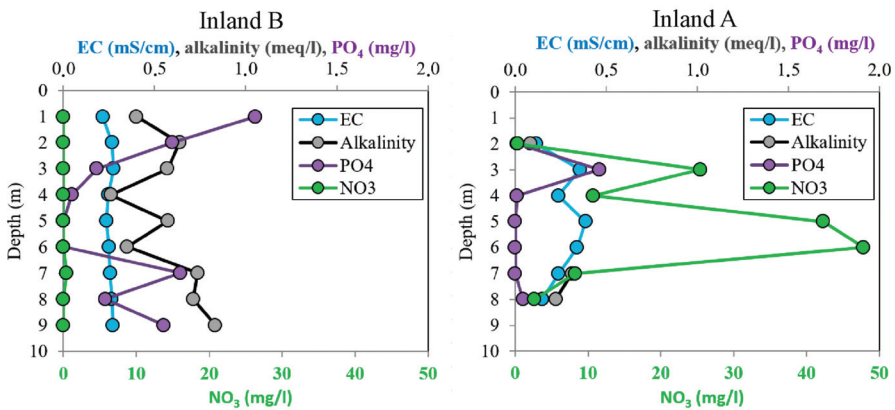 Inland B
EC (mS/cm), alkalinity (meq/l), PO4 (mg/l)
0.0 0.5 1.0 1.5 2.0
0
1
2
3
4
5
6
7
8
9
10
Depth (m)
EC
Alkalinity
PO4
NO3
0 10 20 30 40 50
NO3 (mg/l)
Inland A
EC (mS/cm), alkalinity (meq/l), PO4 (mg/l)
0.0 0.5 1.0 1.5 2.0
0
1
2
3
4
5
6
7
8
9
10
Depth (m)
EC
Alkalinity
PO4
NO3
0 10 20 30 40 50
NO3 (mg/l)